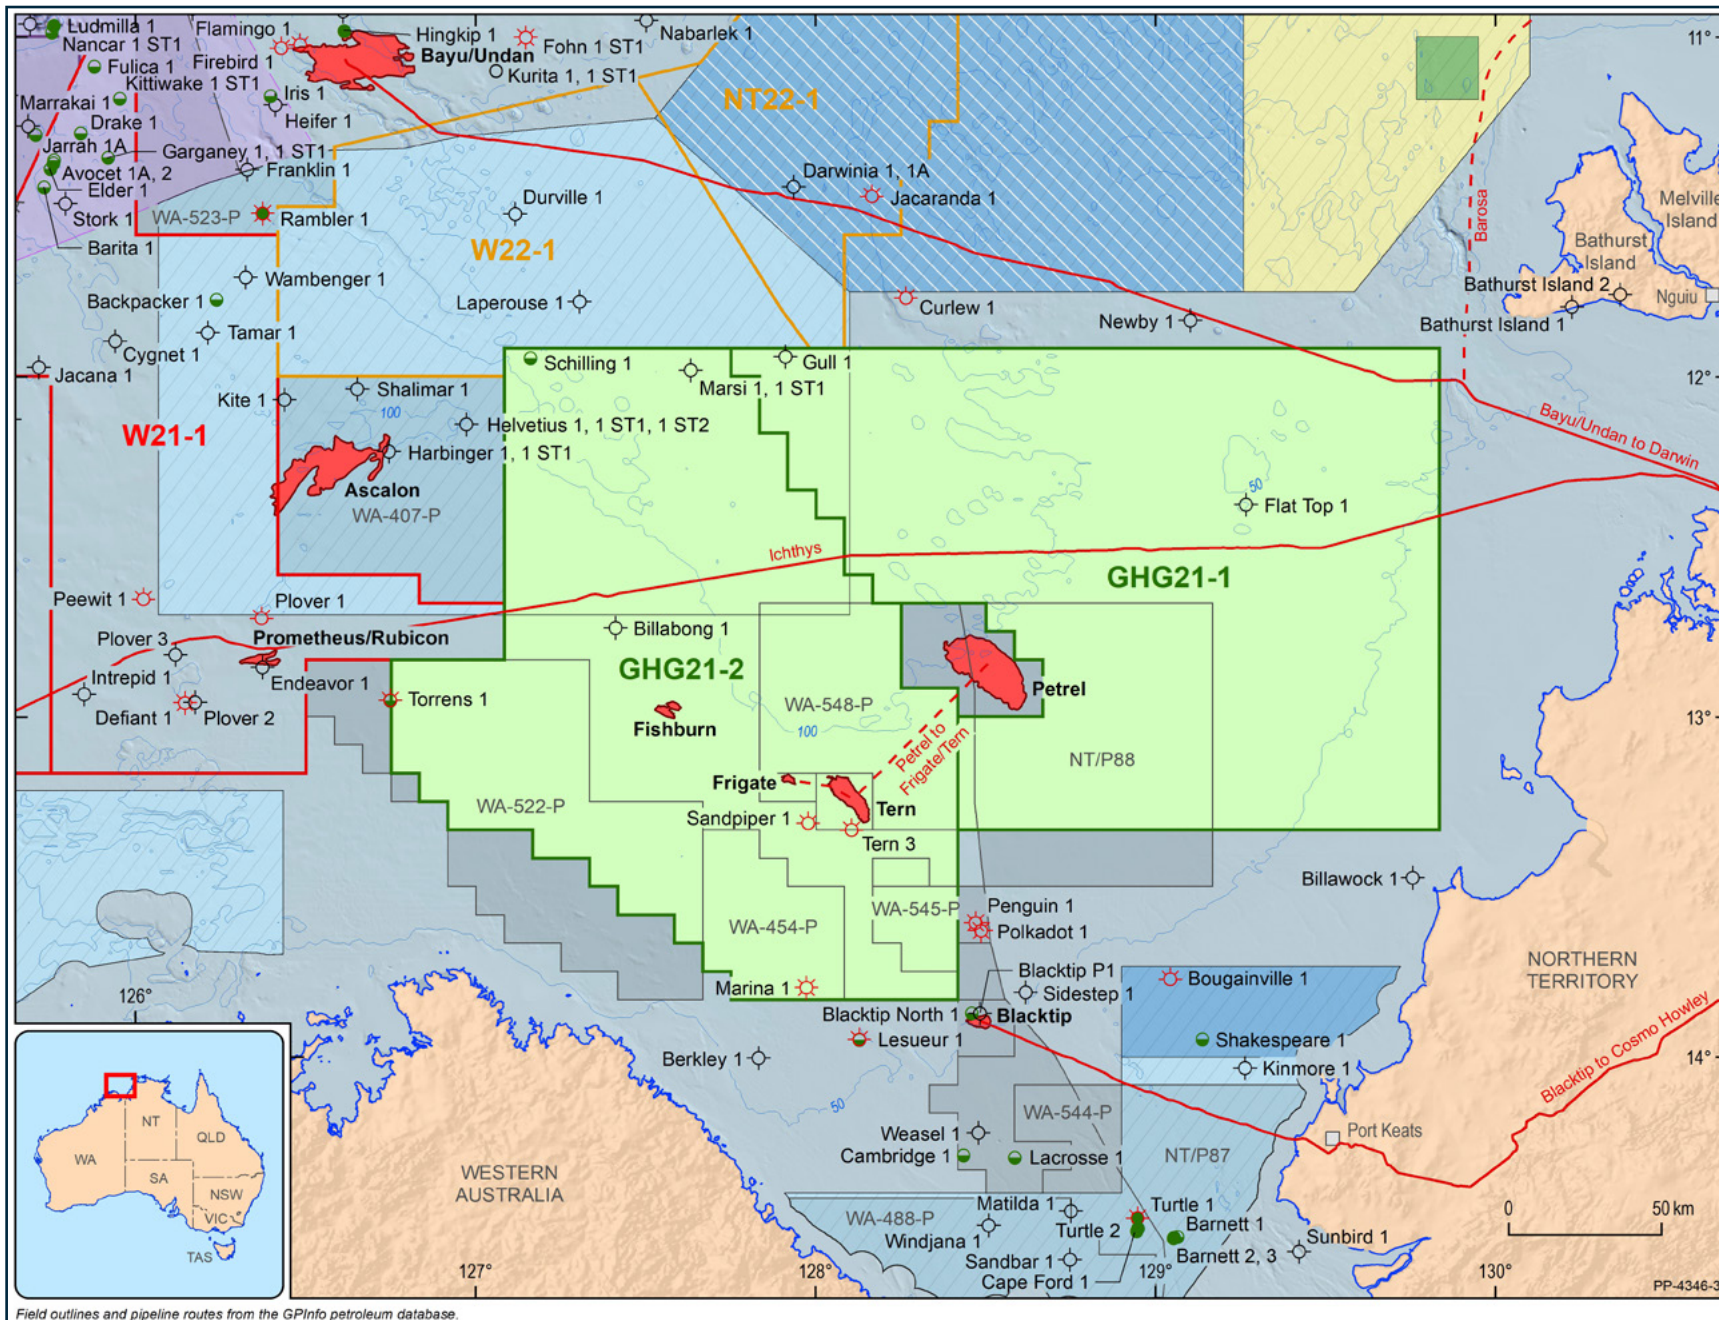 Ludmilla 1
Nancar 1 ST1
Fulica 1
Kittiwake 1 ST1
Marrakai 1
Drake 1
Jarrah 1A
Garganey 1, 1 ST1
Avocet 1A, 2
Elder 1
Stork 1
Barita 1
Flamingo 1
Firebird 1
Iris 1
Heifer 1
Franklin 1
WA-523-P
Rambler 1
Hingkip 1
Bayu/Undan
Fohn 1 ST1
Kurita 1, 1 ST1
Nabarlek 1
NT22-1
Darwinia 1, 1A
Jacaranda 1
Durville 1
W22-1
Laperouse 1
Curlew 1
Newby 1
Barosa
11°
Melville
Island
Bathurst
Island
Bathurst Island 2
Nguiu
Bathurst Island 1
Wambenger 1
Backpacker 1
Tamar 1
Cygnet 1
Jacana 1
Kite 1
Shalimar 1
100
W21-1
Helvetius 1, 1 ST1, 1 ST2
Harbinger 1, 1 ST1
Ascalon
WA-407-P
Schilling 1
Marsi 1, 1 ST1
Gull 1
12°
Bayu/Undan to Darwin
50
Flat Top 1
Ichthys
GHG21-1
Peewit 1
Plover 1
Prometheus/Rubicon
Plover 3
Intrepid 1
Endeavor 1
Defiant 1
Plover 2
Torrens 1
Billabong 1
GHG21-2
Fishburn
WA-548-P
100
Petrel
Petrel to
Frigate/Tern
NT/P88
13°
Frigate
Tern
WA-522-P
Sandpiper 1
Tern 3
WA-454-P
WA-545-P
Billawock 1
Penguin 1
Polkadot 1
Marina 1
Blacktip P1
Sidestep 1
Blacktip North 1
Blacktip
Bougainville 1
Shakespeare 1
Kinmore 1
NORTHERN
TERRITORY
Blacktip to Cosmo Howley
14°
126°
Berkley 1
Lesueur 1
50
WA-544-P
Weasel 1
Cambridge 1
Lacrosse 1
NT/P87
Port Keats
WESTERN
AUSTRALIA
WA-488-P
Matilda 1
Windjana 1
Turtle 1
Turtle 2
Barnett 1
Barnett 2, 3
Sandbar 1
Cape Ford 1
Sunbird 1
0
50 km
127°
128°
129°
130°
PP-4346-3
WA
NT
QLD
SA
NSW
VIC
TAS
Field outlines and pipeline routes from the GPInfo petroleum database.